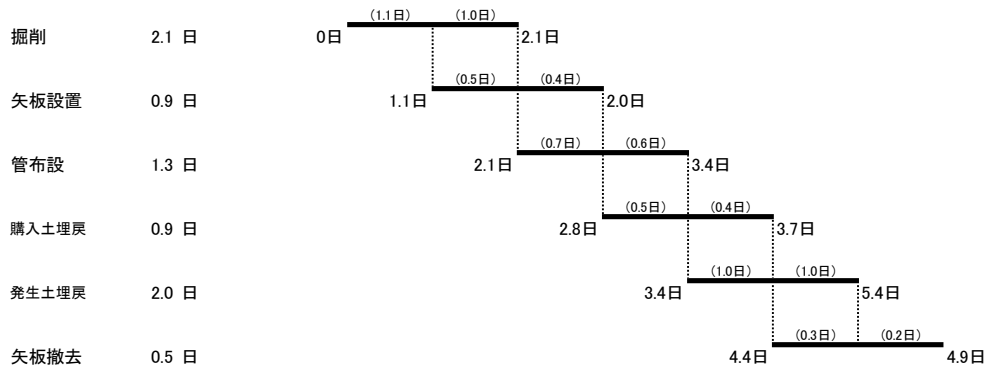 （1.1日） （1.0日）
掘削 2.1 日 0日 2.1日
（0.5日） （0.4日）
矢板設置 0.9 日 1.1日 2.0日
（0.7日） （0.6日）
管布設 1.3 日 2.1日 3.4日
（0.5日） （0.4日）
購入土埋戻 0.9 日 2.8日 3.7日
（1.0日） （1.0日）
発生土埋戻 2.0 日 3.4日 5.4日
（0.3日） （0.2日）
矢板撤去 0.5 日 4.4日 4.9日